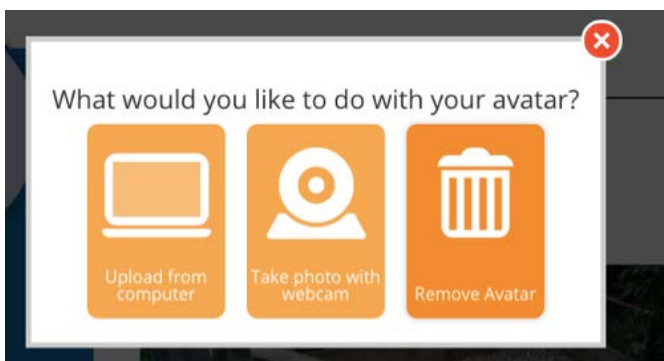 What would you like to do with your avatar?
Upload from
computer
Take photo with
webcam
Remove Avatar